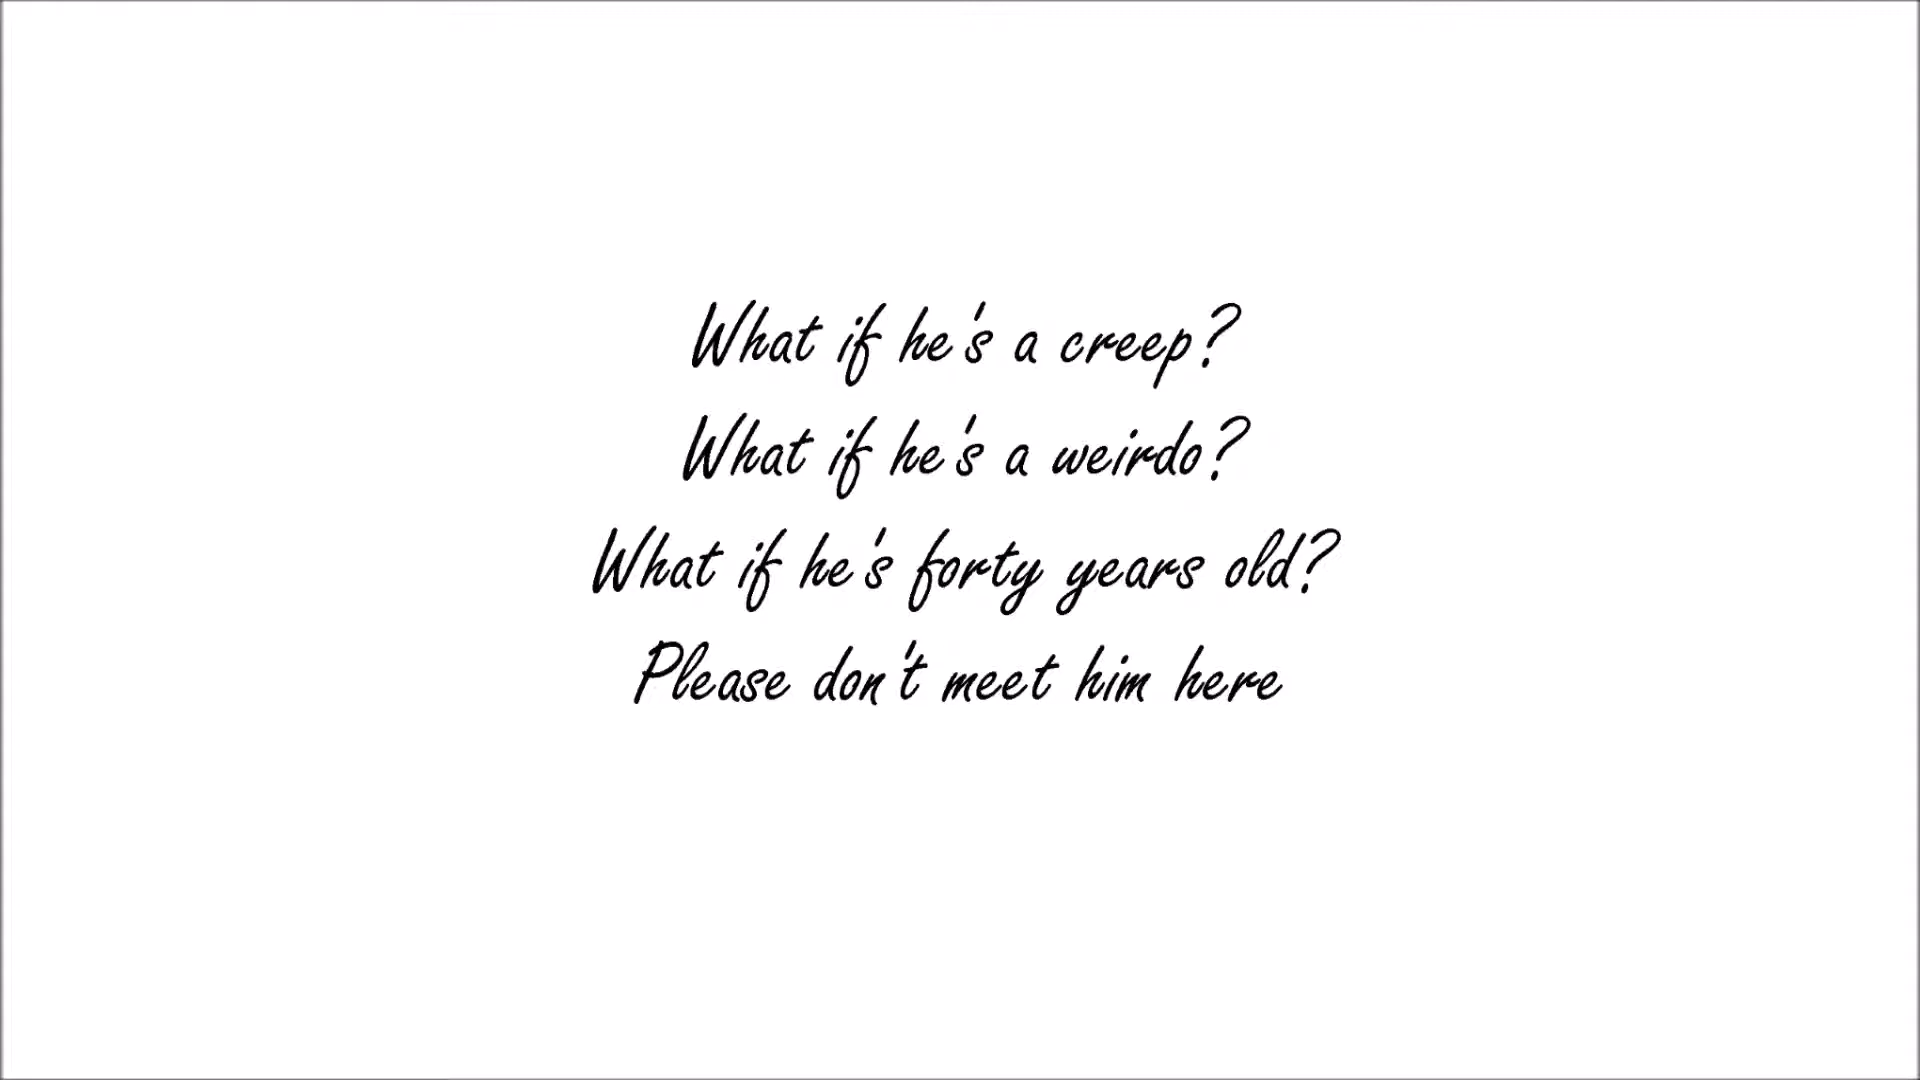 What if he's a creep?
What if he's a weirdo?
What if he's forty years old?
Please don't meet him here